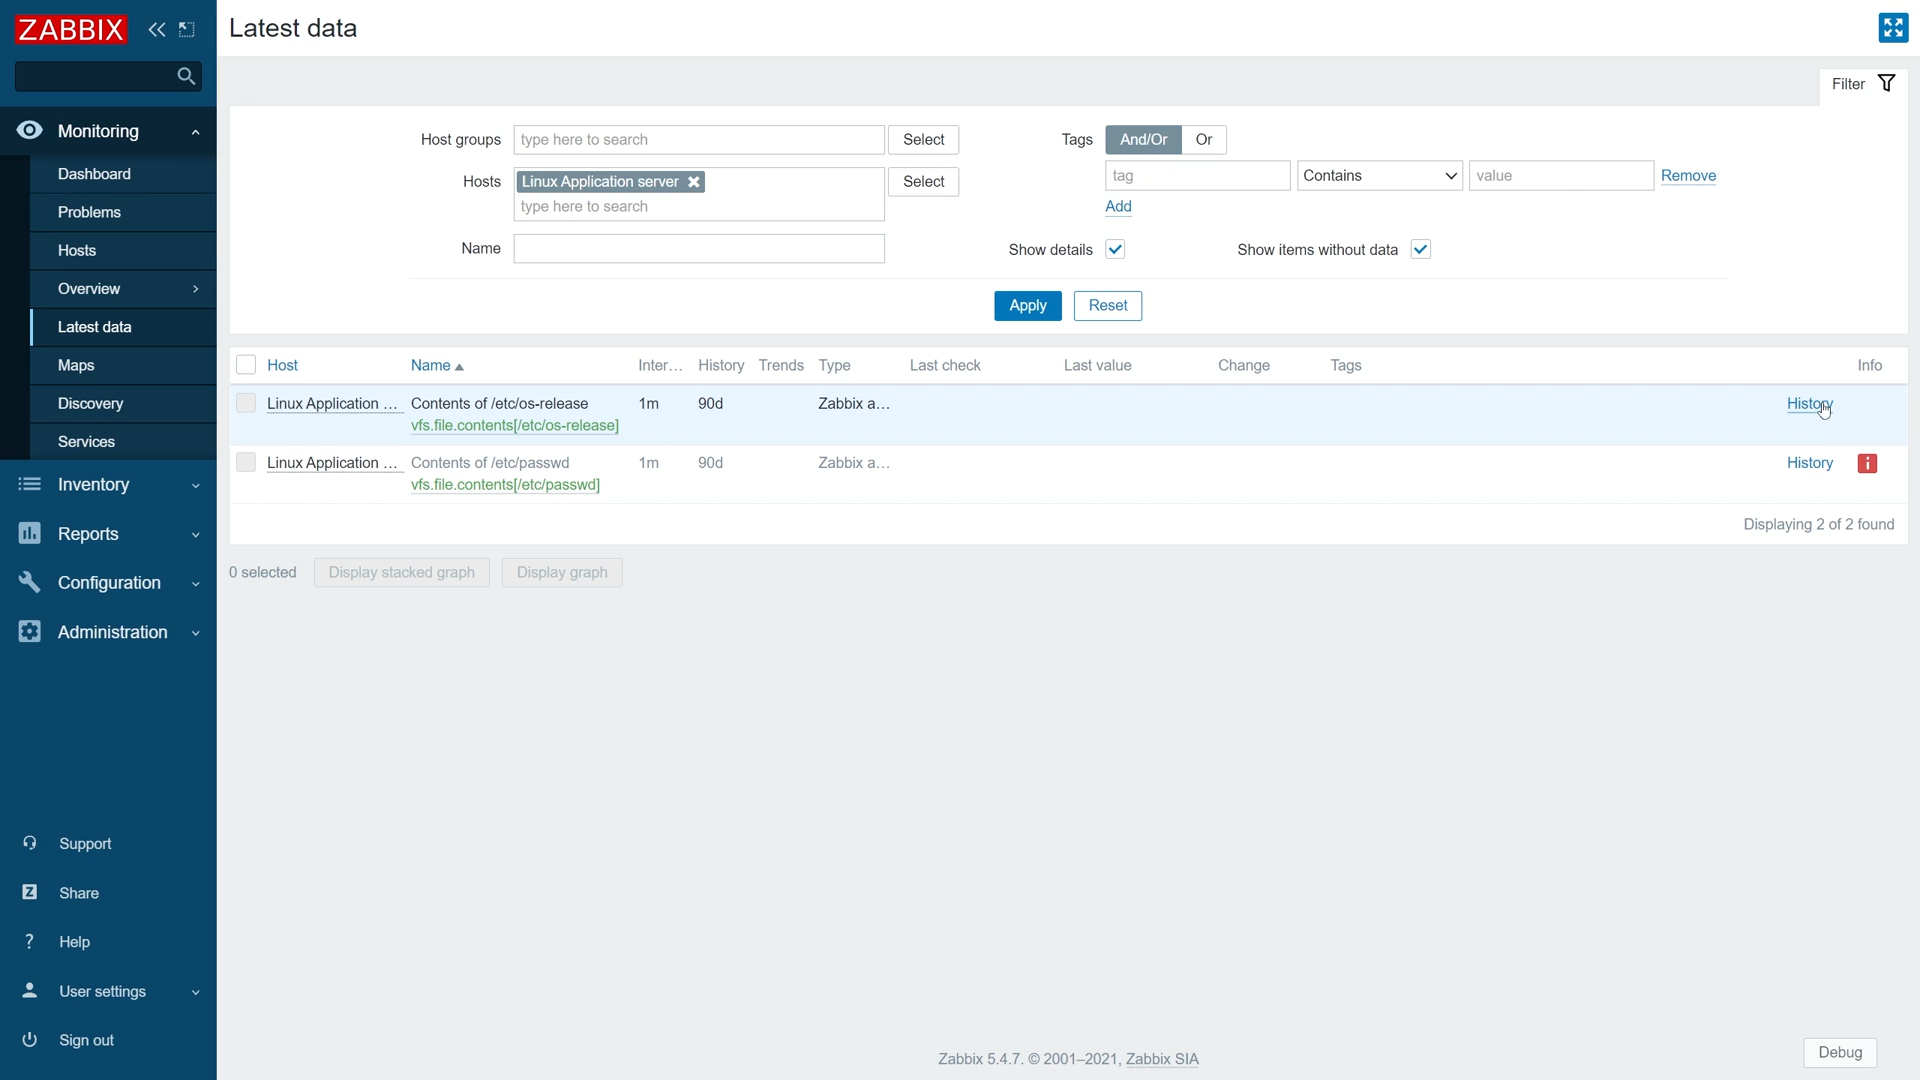 ZABBIX
Latest data
Filter
Monitoring
Dashboard
Problems
Hosts
Overview
Latest data
Maps
Discovery
Services
Inventory
Reports
Configuration
Administration
Support
Z Share
? Help
User settings
Sign out
Host groups type here to search Select
Hosts Linux Application server Select
type here to search
Name
Tags And/Or Or
tag Contains value Remove
Add
Show details Show items without data
Apply Reset
Host Name Inter... History Trends Type Last check Last value Change Tags Info
Linux Application ... Contents of /etc/os-release 1m 90d Zabbix a... History
vfs.file.contents[/etc/os-release]
Linux Application ... Contents of /etc/passwd 1m 90d Zabbix a... History i
vfs.file.contents[/etc/passwd]
Displaying 2 of 2 found
0 selected Display stacked graph Display graph
Zabbix 5.4.7. © 2001–2021, Zabbix SIA
Debug